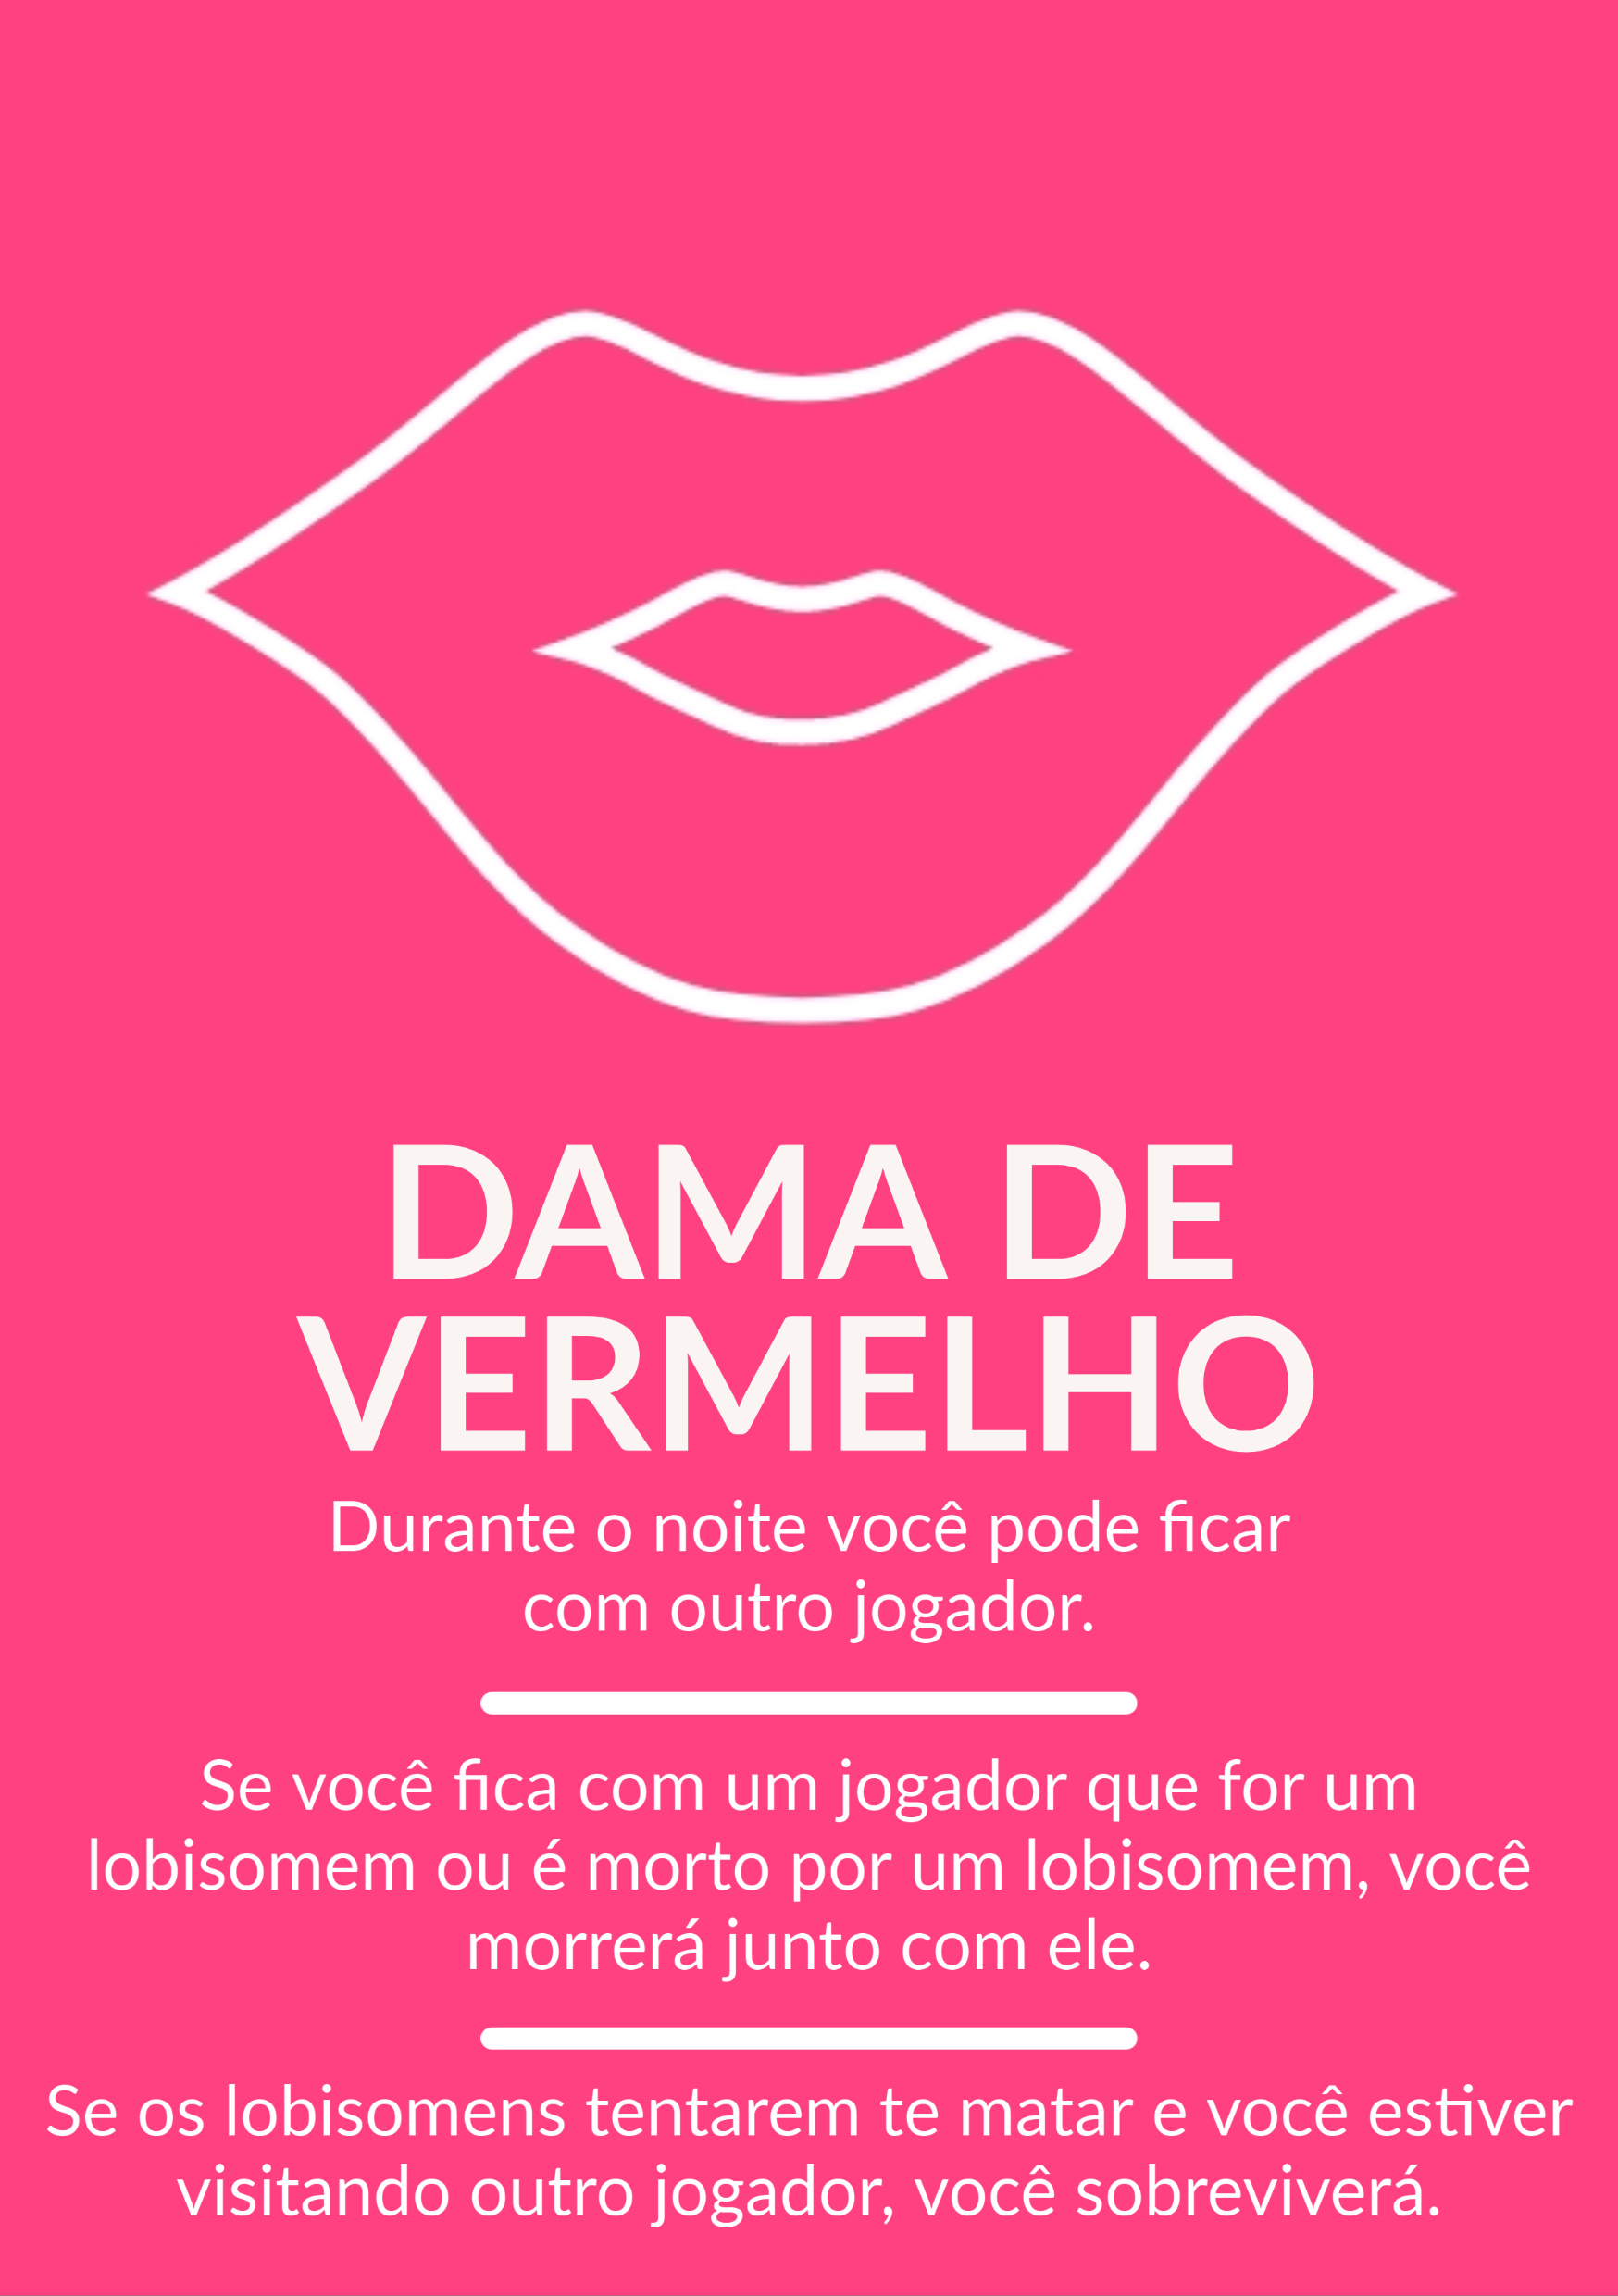 DAMA DE
VERMELHO
Durante o noite você pode ficar
com outro jogador.
Se você fica com um jogador que for um
lobisomem ou é morto por um lobisomem, você
morrerá junto com ele.
Se os lobisomens tentarem te matar e você estiver
visitando outro jogador, você sobreviverá.